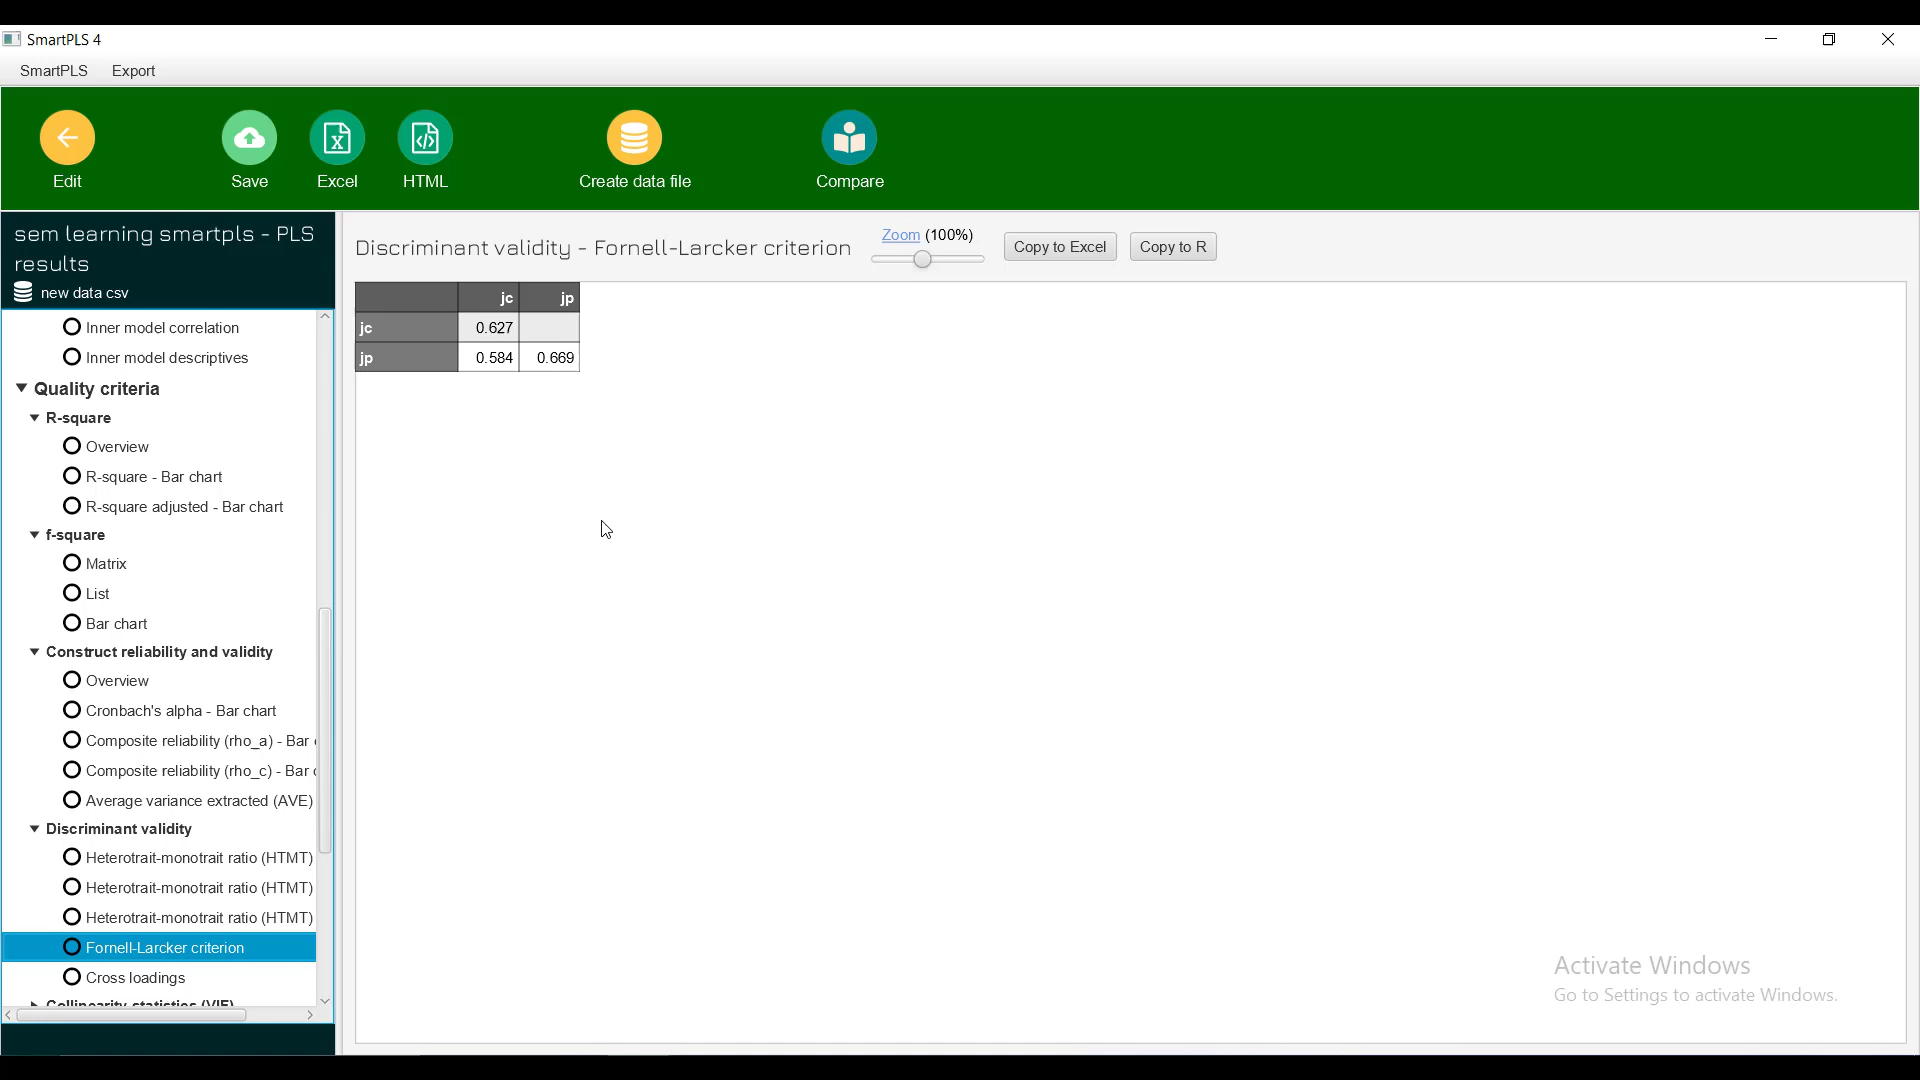 SmartPLS 4
SmartPLS Export
Edit Save Excel HTML Create data file Compare
sem learning smartpls - PLS
results
new data csv
Inner model correlation
Inner model descriptives
Quality criteria
R-square
Overview
R-square - Bar chart
R-square adjusted - Bar chart
f-square
Matrix
List
Bar chart
Construct reliability and validity
Overview
Cronbach's alpha - Bar chart
Composite reliability (rho_a) - Bar
Composite reliability (rho_c) - Bar
Average variance extracted (AVE)
Discriminant validity
Heterotrait-monotrait ratio (HTMT)
Heterotrait-monotrait ratio (HTMT)
Heterotrait-monotrait ratio (HTMT)
Fornell-Larcker criterion
Cross loadings
Collinearity statistics (VIF)
Discriminant validity - Fornell-Larcker criterion Zoom (100%) Copy to Excel Copy to R
jc jp
jc 0.627
jp 0.584 0.669
Activate Windows
Go to Settings to activate Windows.